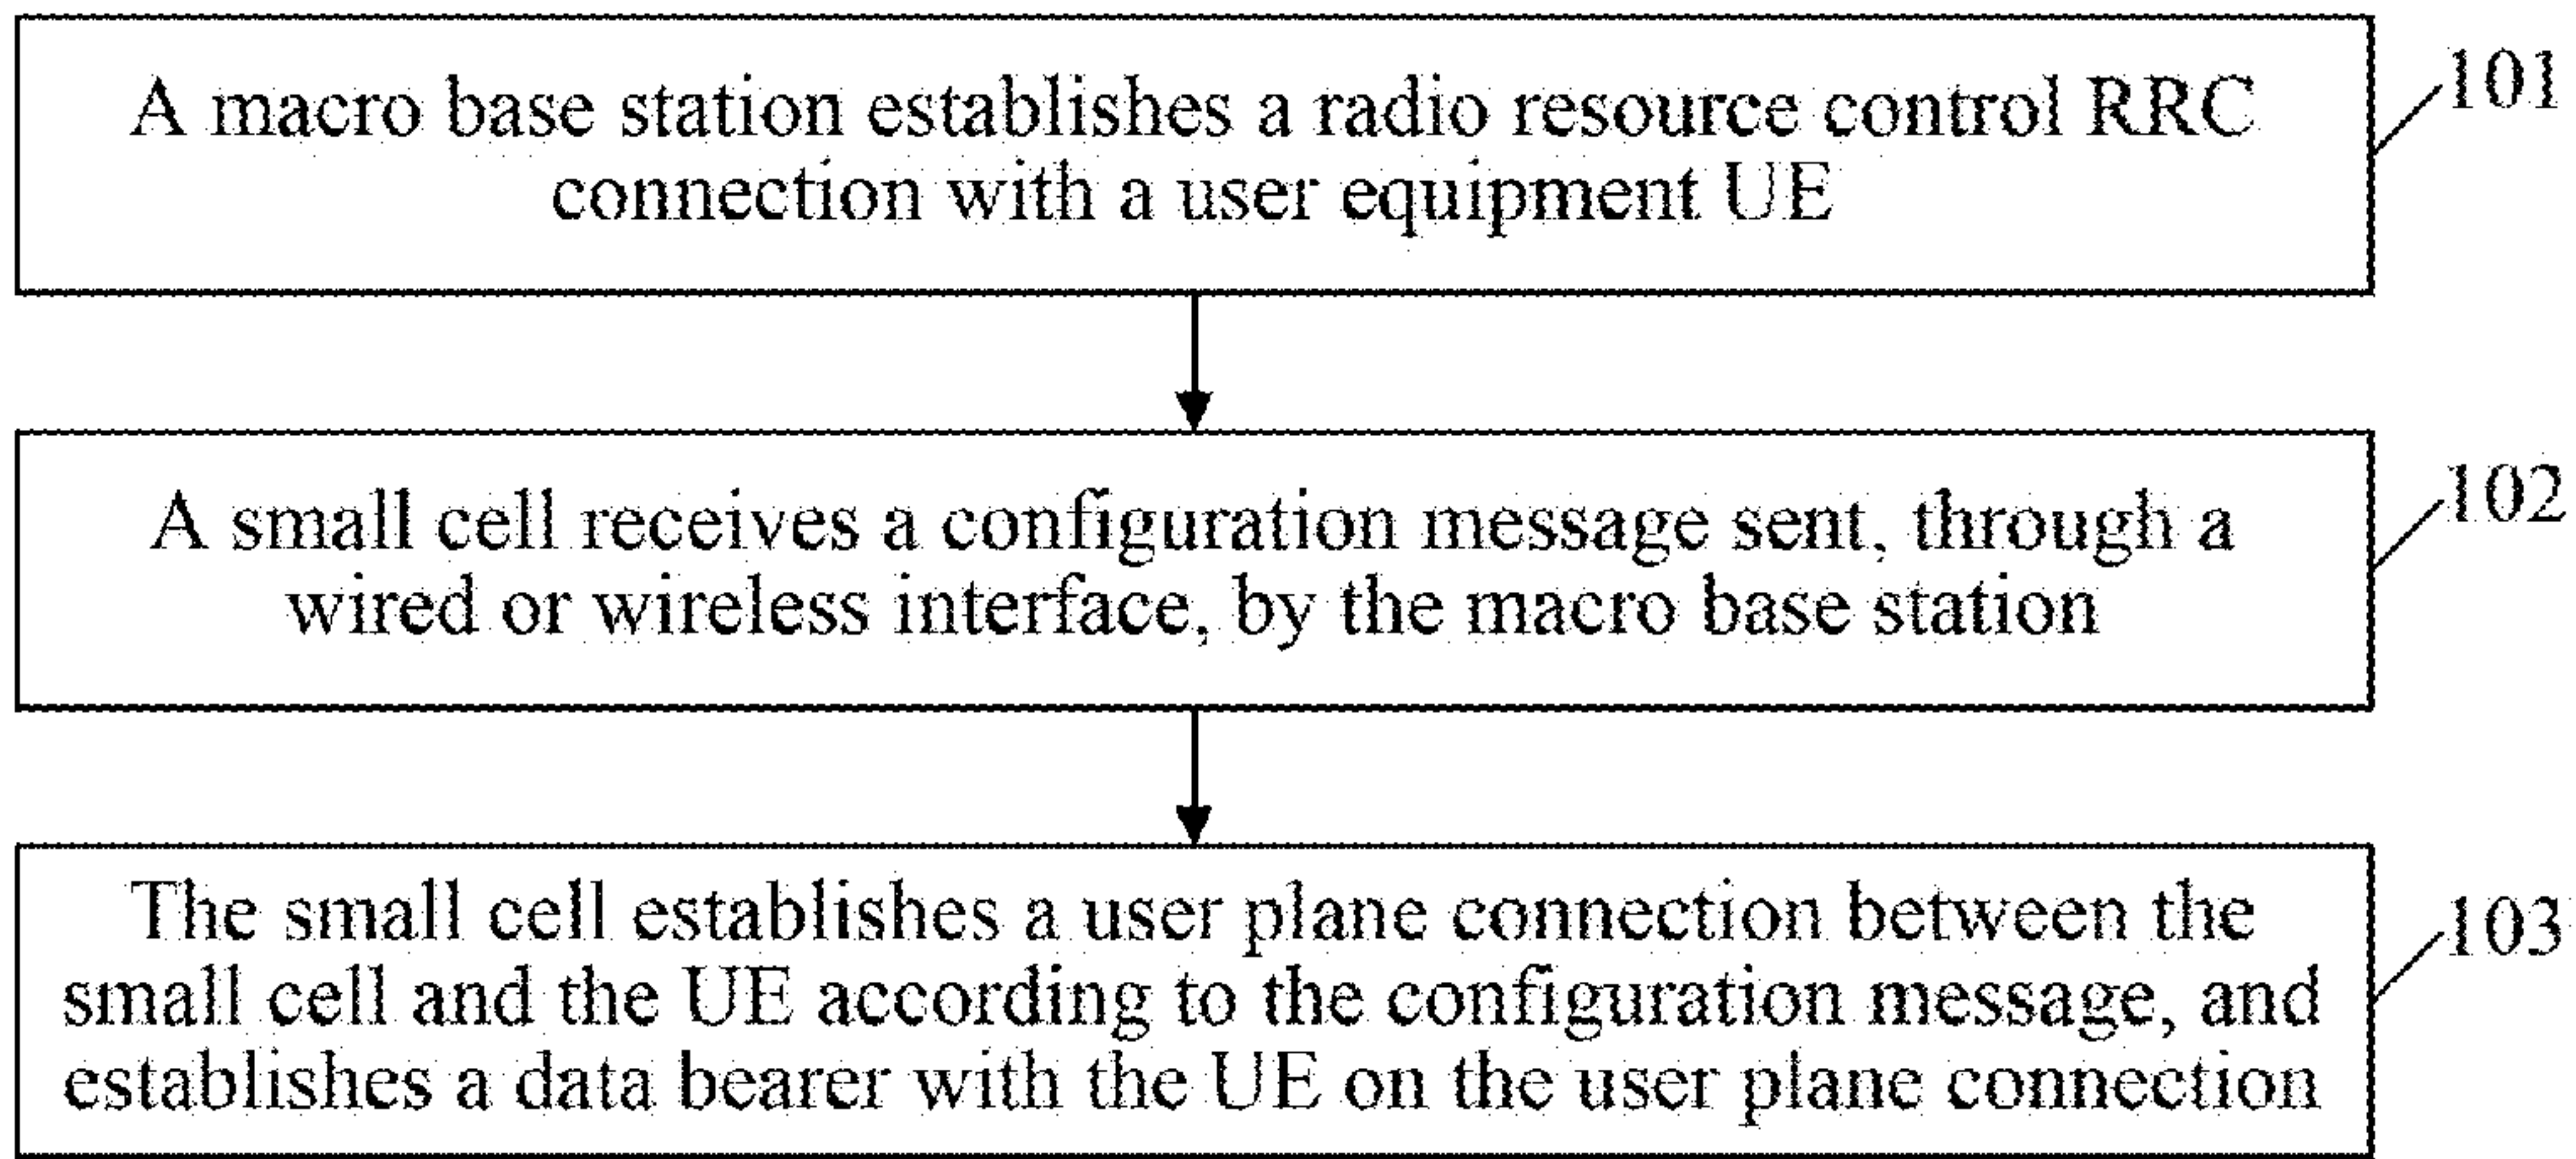 A macro base station establishes a radio resource control RRC
connection with a user equipment UE
101
A small cell receives a configuration message sent, through a
wired or wireless interface, by the macro base station
102
The small cell establishes a user plane connection between the
small cell and the UE according to the configuration message, and
establishes a data bearer with the UE on the user plane connection
103